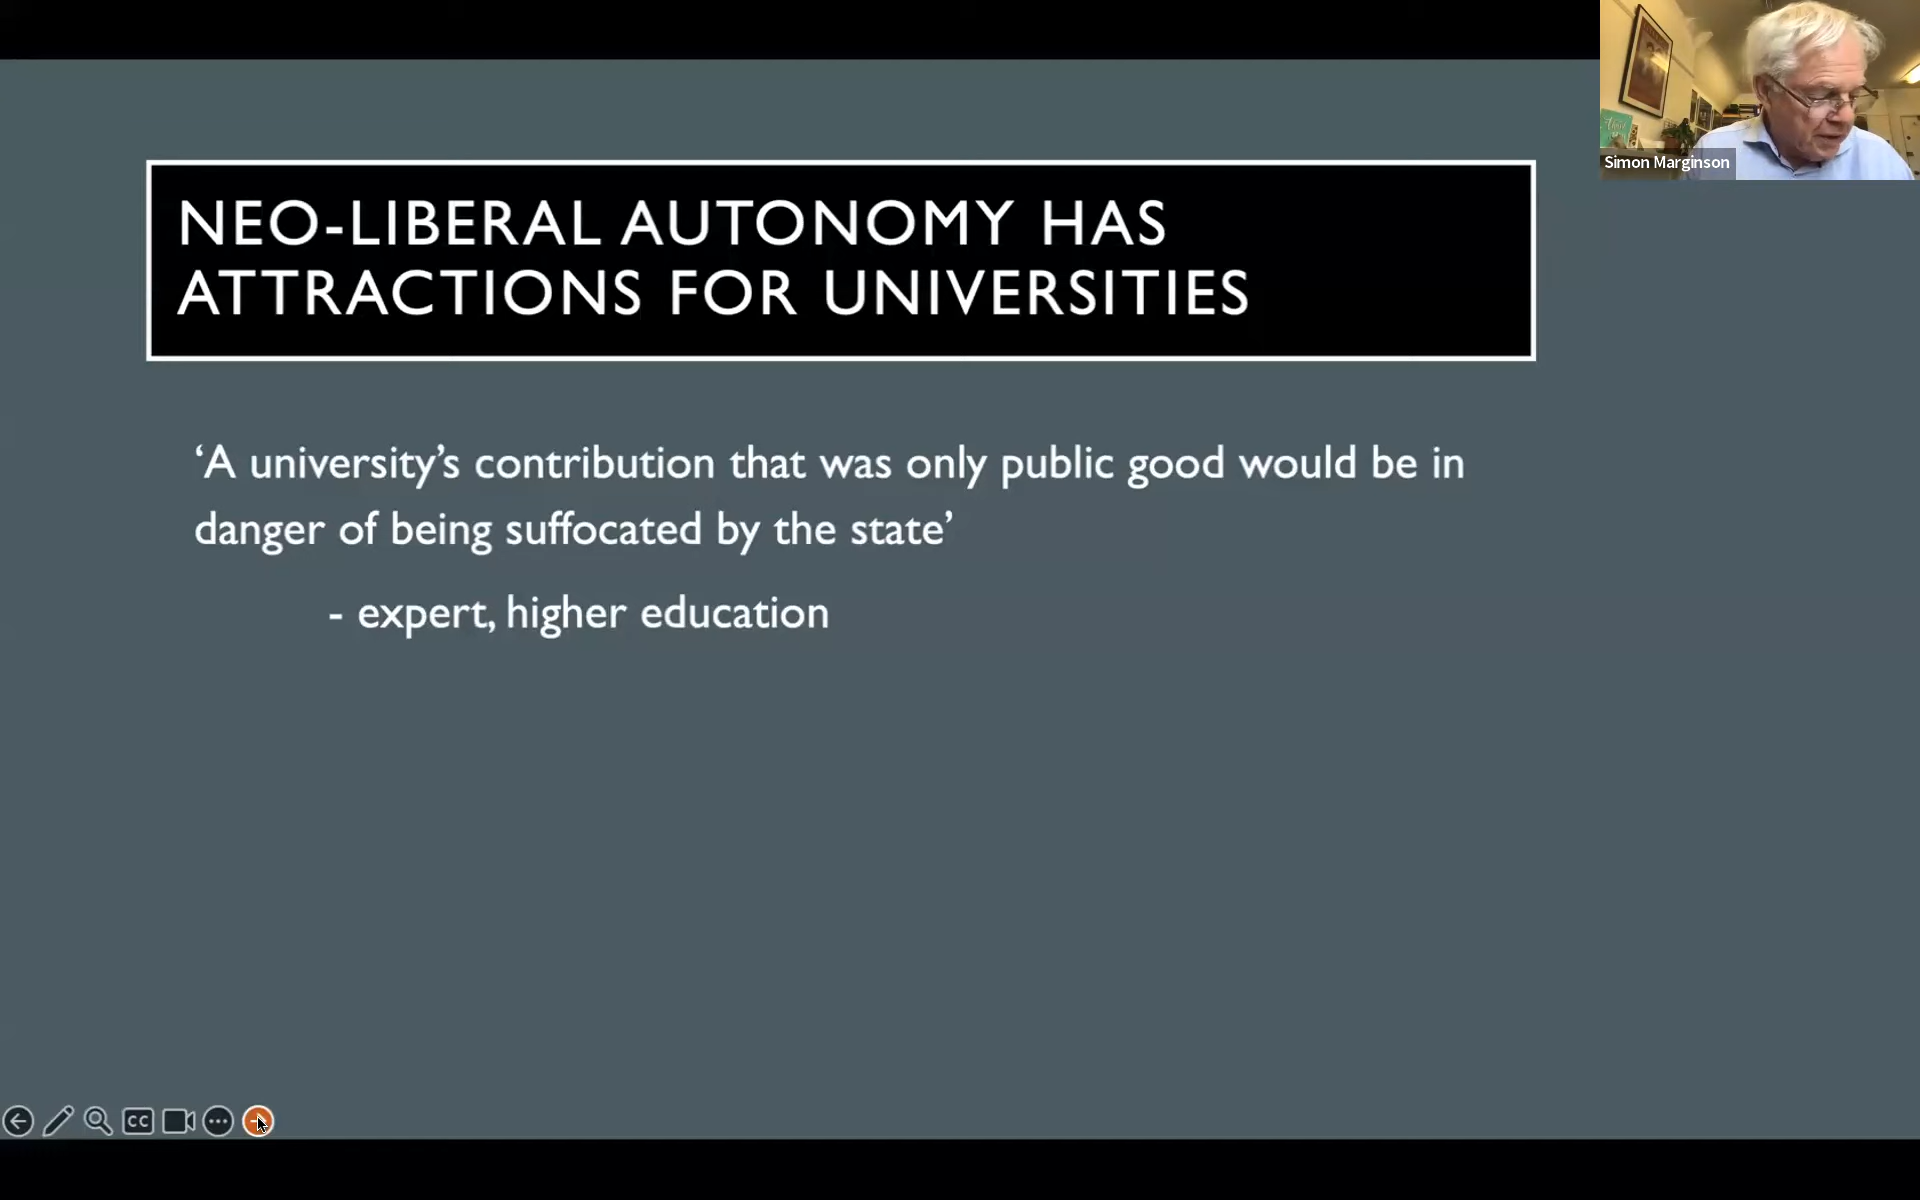 NEO-LIBERAL AUTONOMY HAS
ATTRACTIONS FOR UNIVERSITIES
‘A university’s contribution that was only public good would be in
danger of being suffocated by the state’
- expert, higher education
Simon Marginson
CC